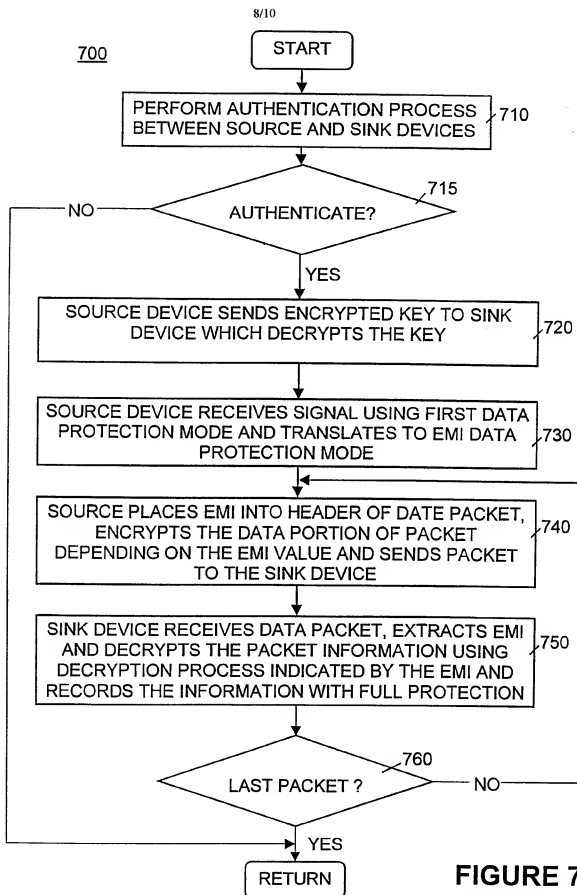 8/10
700
START
PERFORM AUTHENTICATION PROCESS
BETWEEN SOURCE AND SINK DEVICES
710
715
NO
AUTHENTICATE?
YES
SOURCE DEVICE SENDS ENCRYPTED KEY TO SINK
DEVICE WHICH DECRYPTS THE KEY
720
SOURCE DEVICE RECEIVES SIGNAL USING FIRST DATA
PROTECTION MODE AND TRANSLATES TO EMI DATA
PROTECTION MODE
730
SOURCE PLACES EMI INTO HEADER OF DATE PACKET,
ENCRYPTS THE DATA PORTION OF PACKET
DEPENDING ON THE EMI VALUE AND SENDS PACKET
TO THE SINK DEVICE
740
SINK DEVICE RECEIVES DATA PACKET, EXTRACTS EMI
AND DECRYPTS THE PACKET INFORMATION USING
DECRYPTION PROCESS INDICATED BY THE EMI AND
RECORDS THE INFORMATION WITH FULL PROTECTION
750
760
LAST PACKET ?
NO
YES
RETURN
FIGURE 7